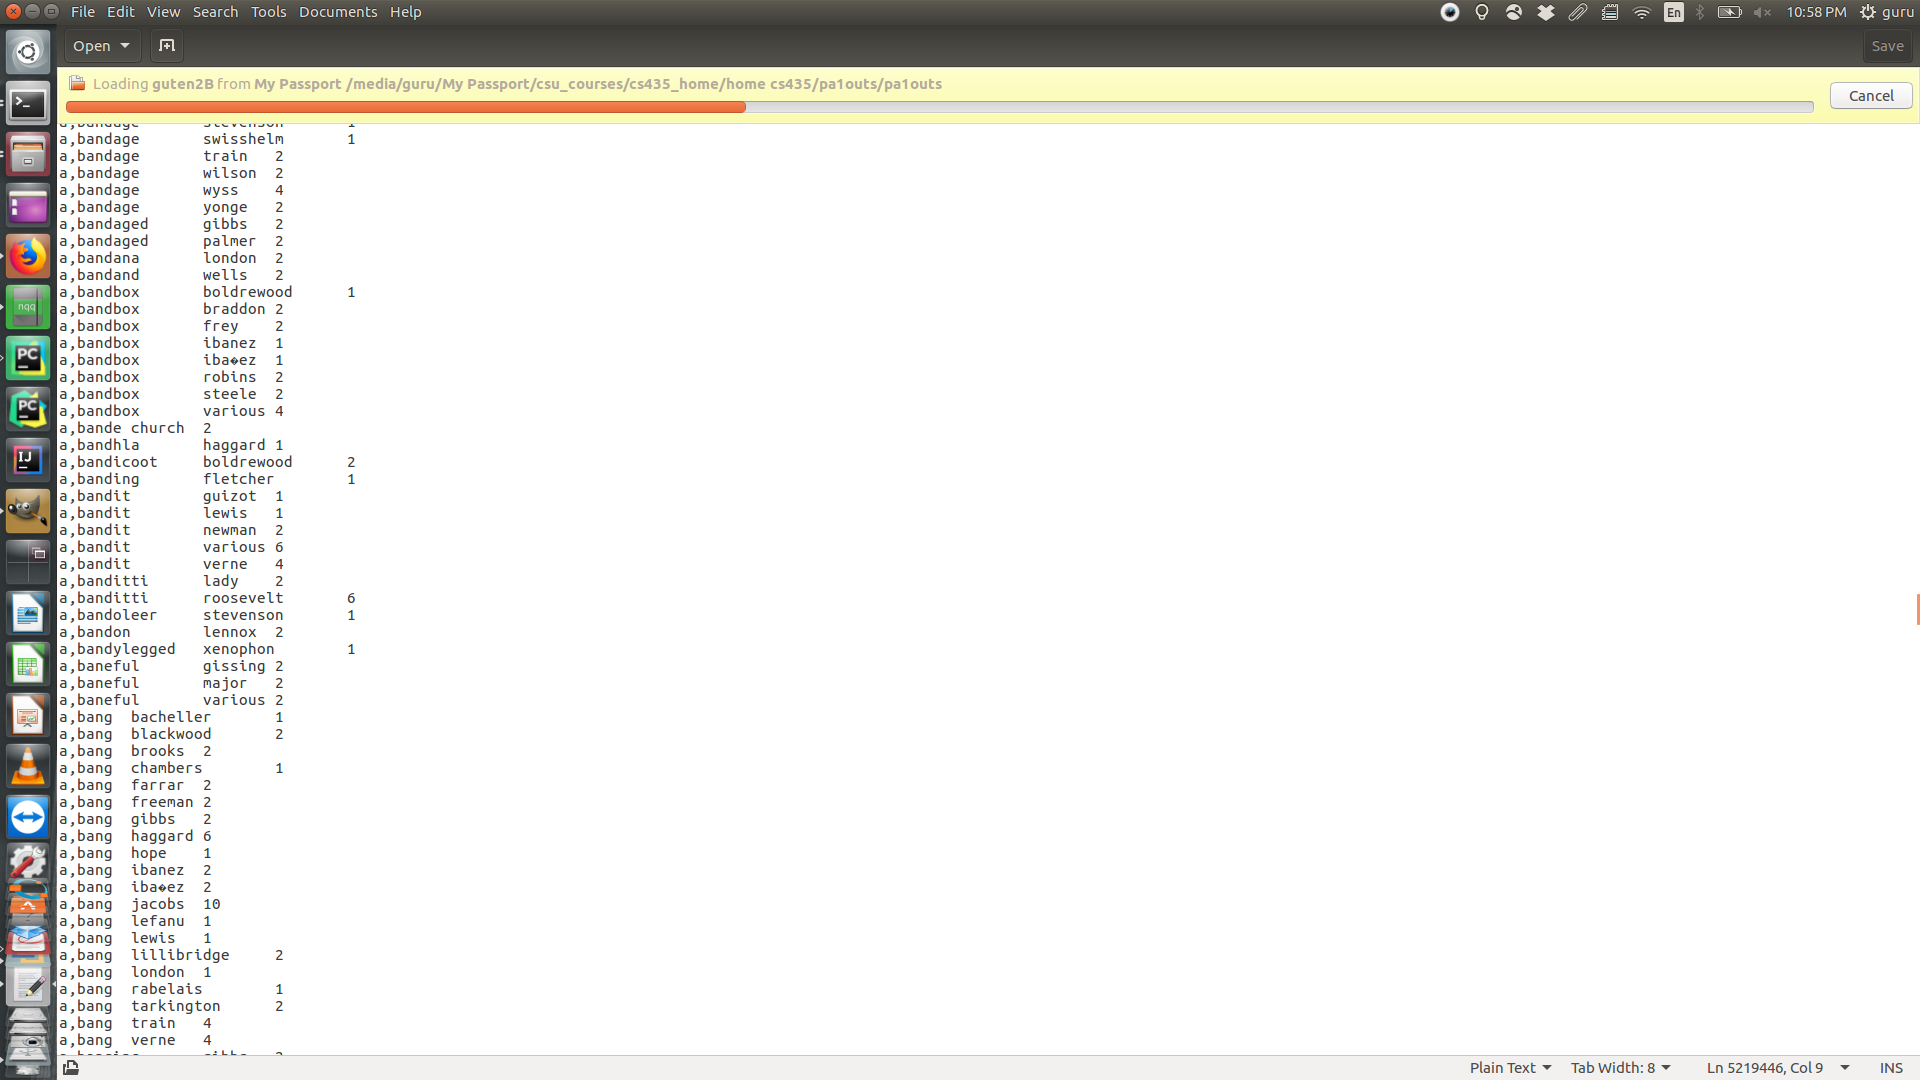 File Edit View Search Tools Documents Help
En 10:58 PM guru
Open Save
Loading guten2B from My Passport /media/guru/My Passport/csu_courses/cs435_home/home cs435/pa1outs/pa1outs
Cancel
a,bandage stevenson 1
a,bandage swisshelm 1
a,bandage train 2
a,bandage wilson 2
a,bandage wyss 4
a,bandage yonge 2
a,bandaged gibbs 2
a,bandaged palmer 2
a,bandana london 2
a,bandand wells 2
a,bandbox boldrewood 1
a,bandbox braddon 2
a,bandbox frey 2
a,bandbox ibanez 1
a,bandbox iba�ez 1
a,bandbox robins 2
a,bandbox steele 2
a,bandbox various 4
a,bande church 2
a,bandhla haggard 1
a,bandicoot boldrewood 2
a,banding fletcher 1
a,bandit guizot 1
a,bandit lewis 1
a,bandit newman 2
a,bandit various 6
a,bandit verne 4
a,banditti lady 2
a,banditti roosevelt 6
a,bandoleer stevenson 1
a,bandon lennox 2
a,bandylegged xenophon 1
a,baneful gissing 2
a,baneful major 2
a,baneful various 2
a,bang bacheller 1
a,bang blackwood 2
a,bang brooks 2
a,bang chambers 1
a,bang farrar 2
a,bang freeman 2
a,bang gibbs 2
a,bang haggard 6
a,bang hope 1
a,bang ibanez 2
a,bang iba�ez 2
a,bang jacobs 10
a,bang lefanu 1
a,bang lewis 1
a,bang lillibridge 2
a,bang london 1
a,bang rabelais 1
a,bang tarkington 2
a,bang train 4
a,bang verne 4
nqq
PC
PC
IJ
Plain Text Tab Width: 8 Ln 5219446, Col 9 INS